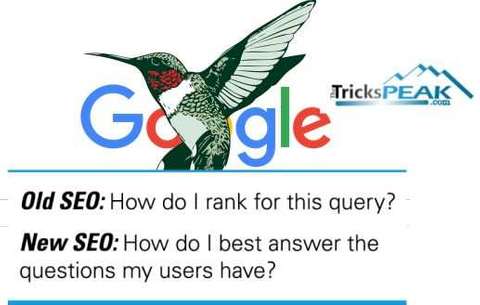 Google
TricksPEAK
.com
Old SEO: How do I rank for this query?
New SEO: How do I best answer the
questions my users have?